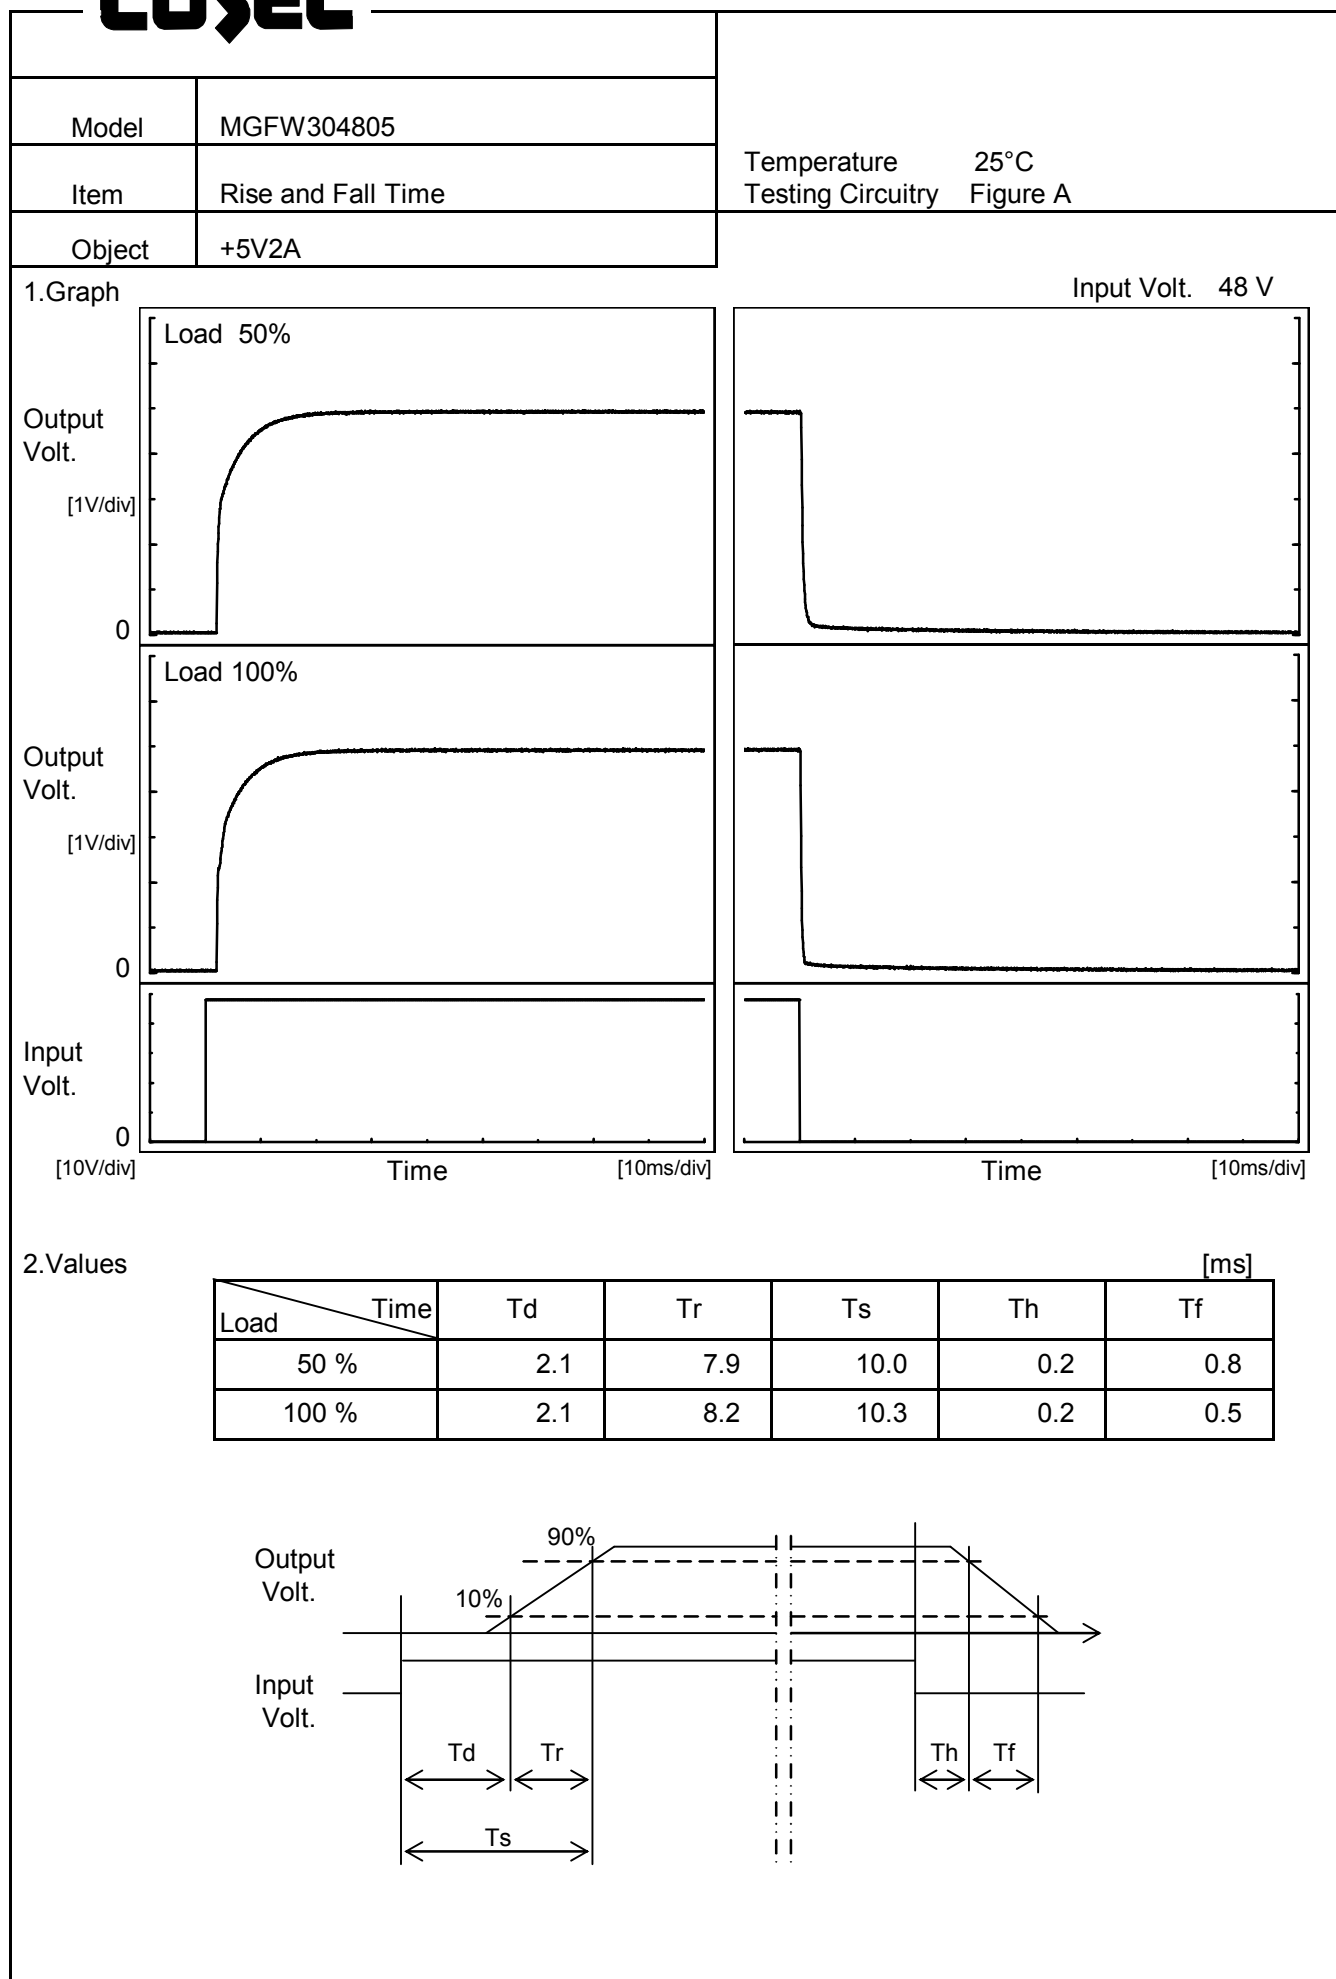 COSEL
Model MGFW304805
Item Rise and Fall Time
Object +5V2A
Temperature 25°C
Testing Circuitry Figure A
1.Graph
Input Volt. 48 V
Load 50%
Output
Volt.
[1V/div]
0
Load 100%
Output
Volt.
[1V/div]
0
Input
Volt.
0
[10V/div] Time [10ms/div] Time [10ms/div]
2.Values [ms]
Time
Load Td Tr Ts Th Tf
50 % 2.1 7.9 10.0 0.2 0.8
100 % 2.1 8.2 10.3 0.2 0.5
90%
Output
Volt.
10%
Input
Volt.
Td Tr Th Tf
Ts